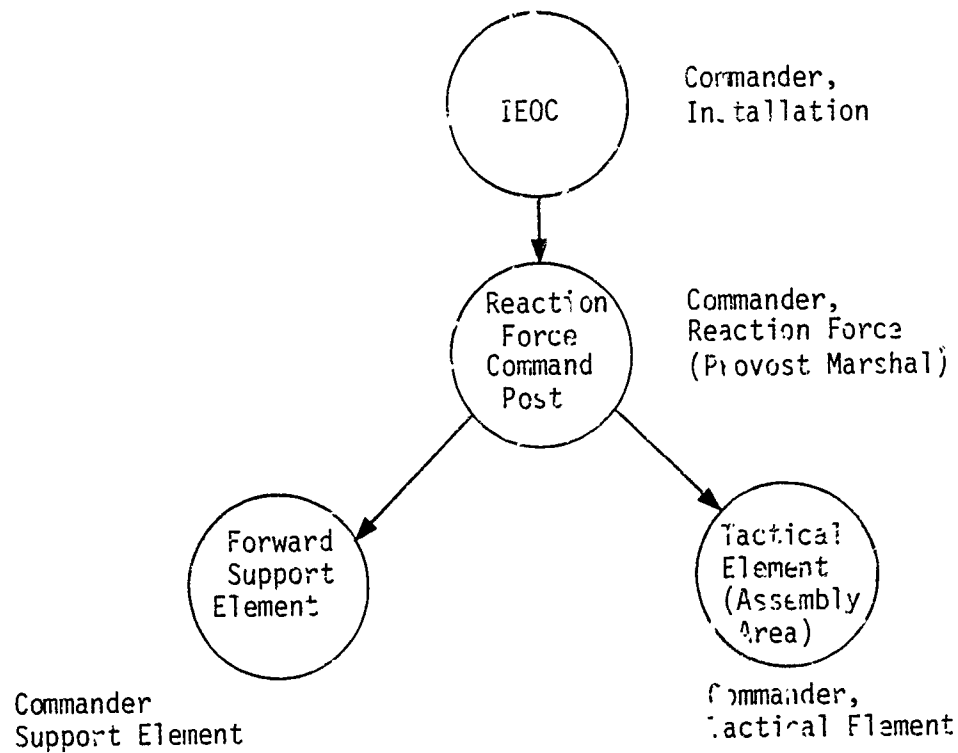 IEOC
Commander,
Installation
Reaction
Force
Command
Post
Commander,
Reaction Force
(Provost Marshal)
Forward
Support
Element
Tactical
Element
(Assembly
Area)
Commander
Support Element
Commander,
Tactical Element